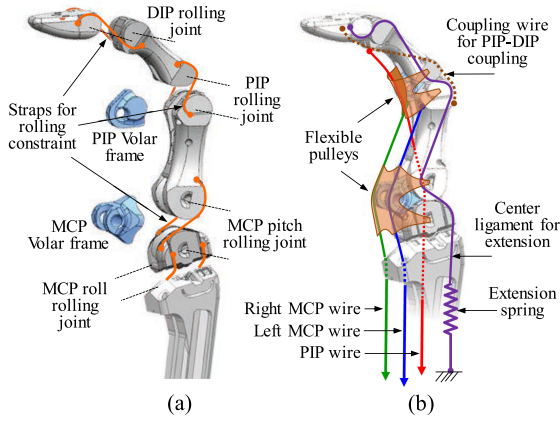 DIP rolling
joint
PIP
rolling
joint
Straps for
rolling
constraint
PIP Volar
frame
MCP
Volar frame
MCP pitch
rolling joint
MCP roll
rolling
joint
(a)
Coupling wire
for PIP-DIP
coupling
Flexible
pulleys
Center
ligament for
extension
Extension
spring
Right MCP wire
Left MCP wire
PIP wire
(b)